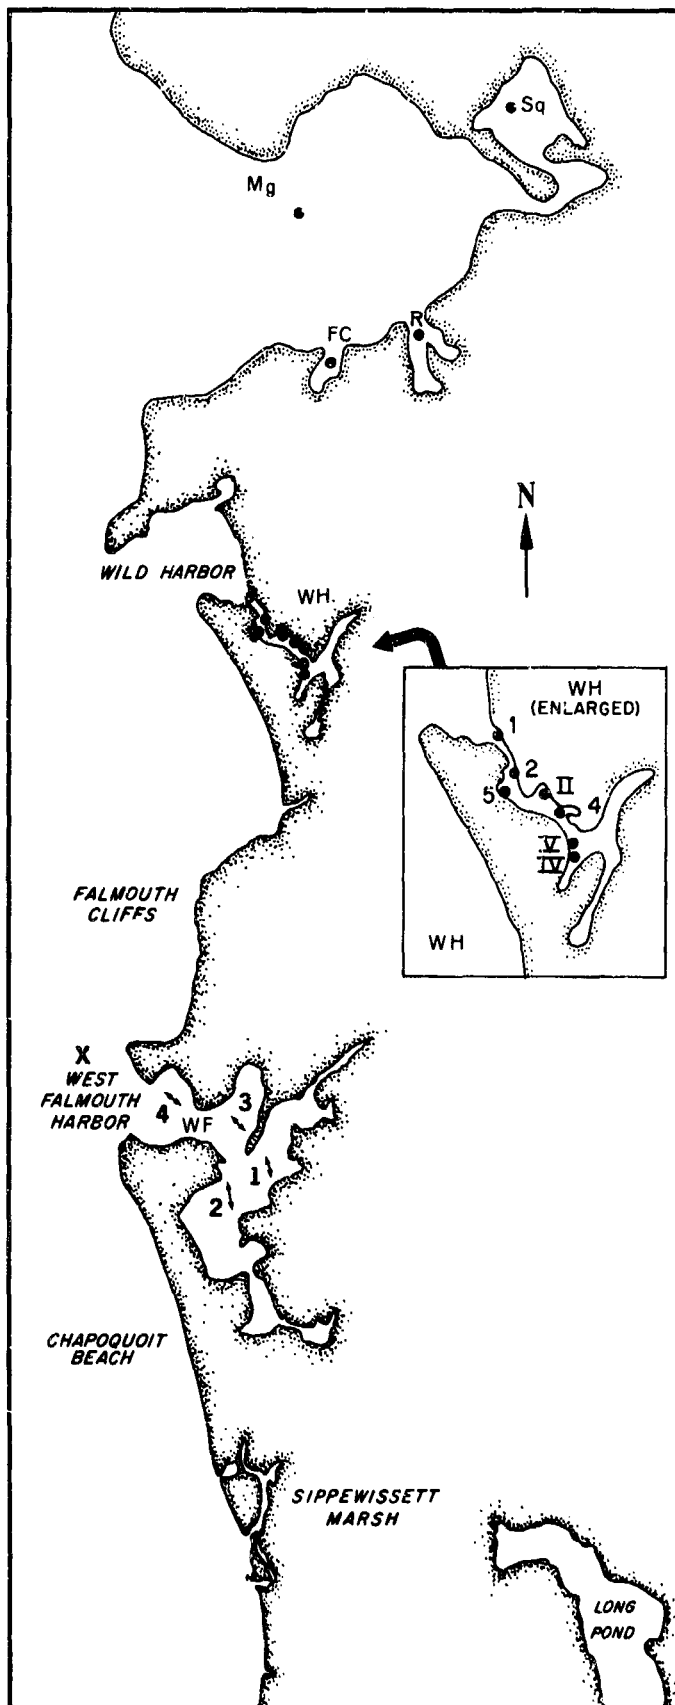 Sq
Mg
R
FC
N
WILD HARBOR
WH
WH
(ENLARGED)
1
2
II
5
4
V
IV
WH
FALMOUTH
CLIFFS
X
WEST
FALMOUTH
HARBOR
3
4
WF
1
2
CHAPOQUOIT
BEACH
SIPPEWISSETT
MARSH
LONG
POND